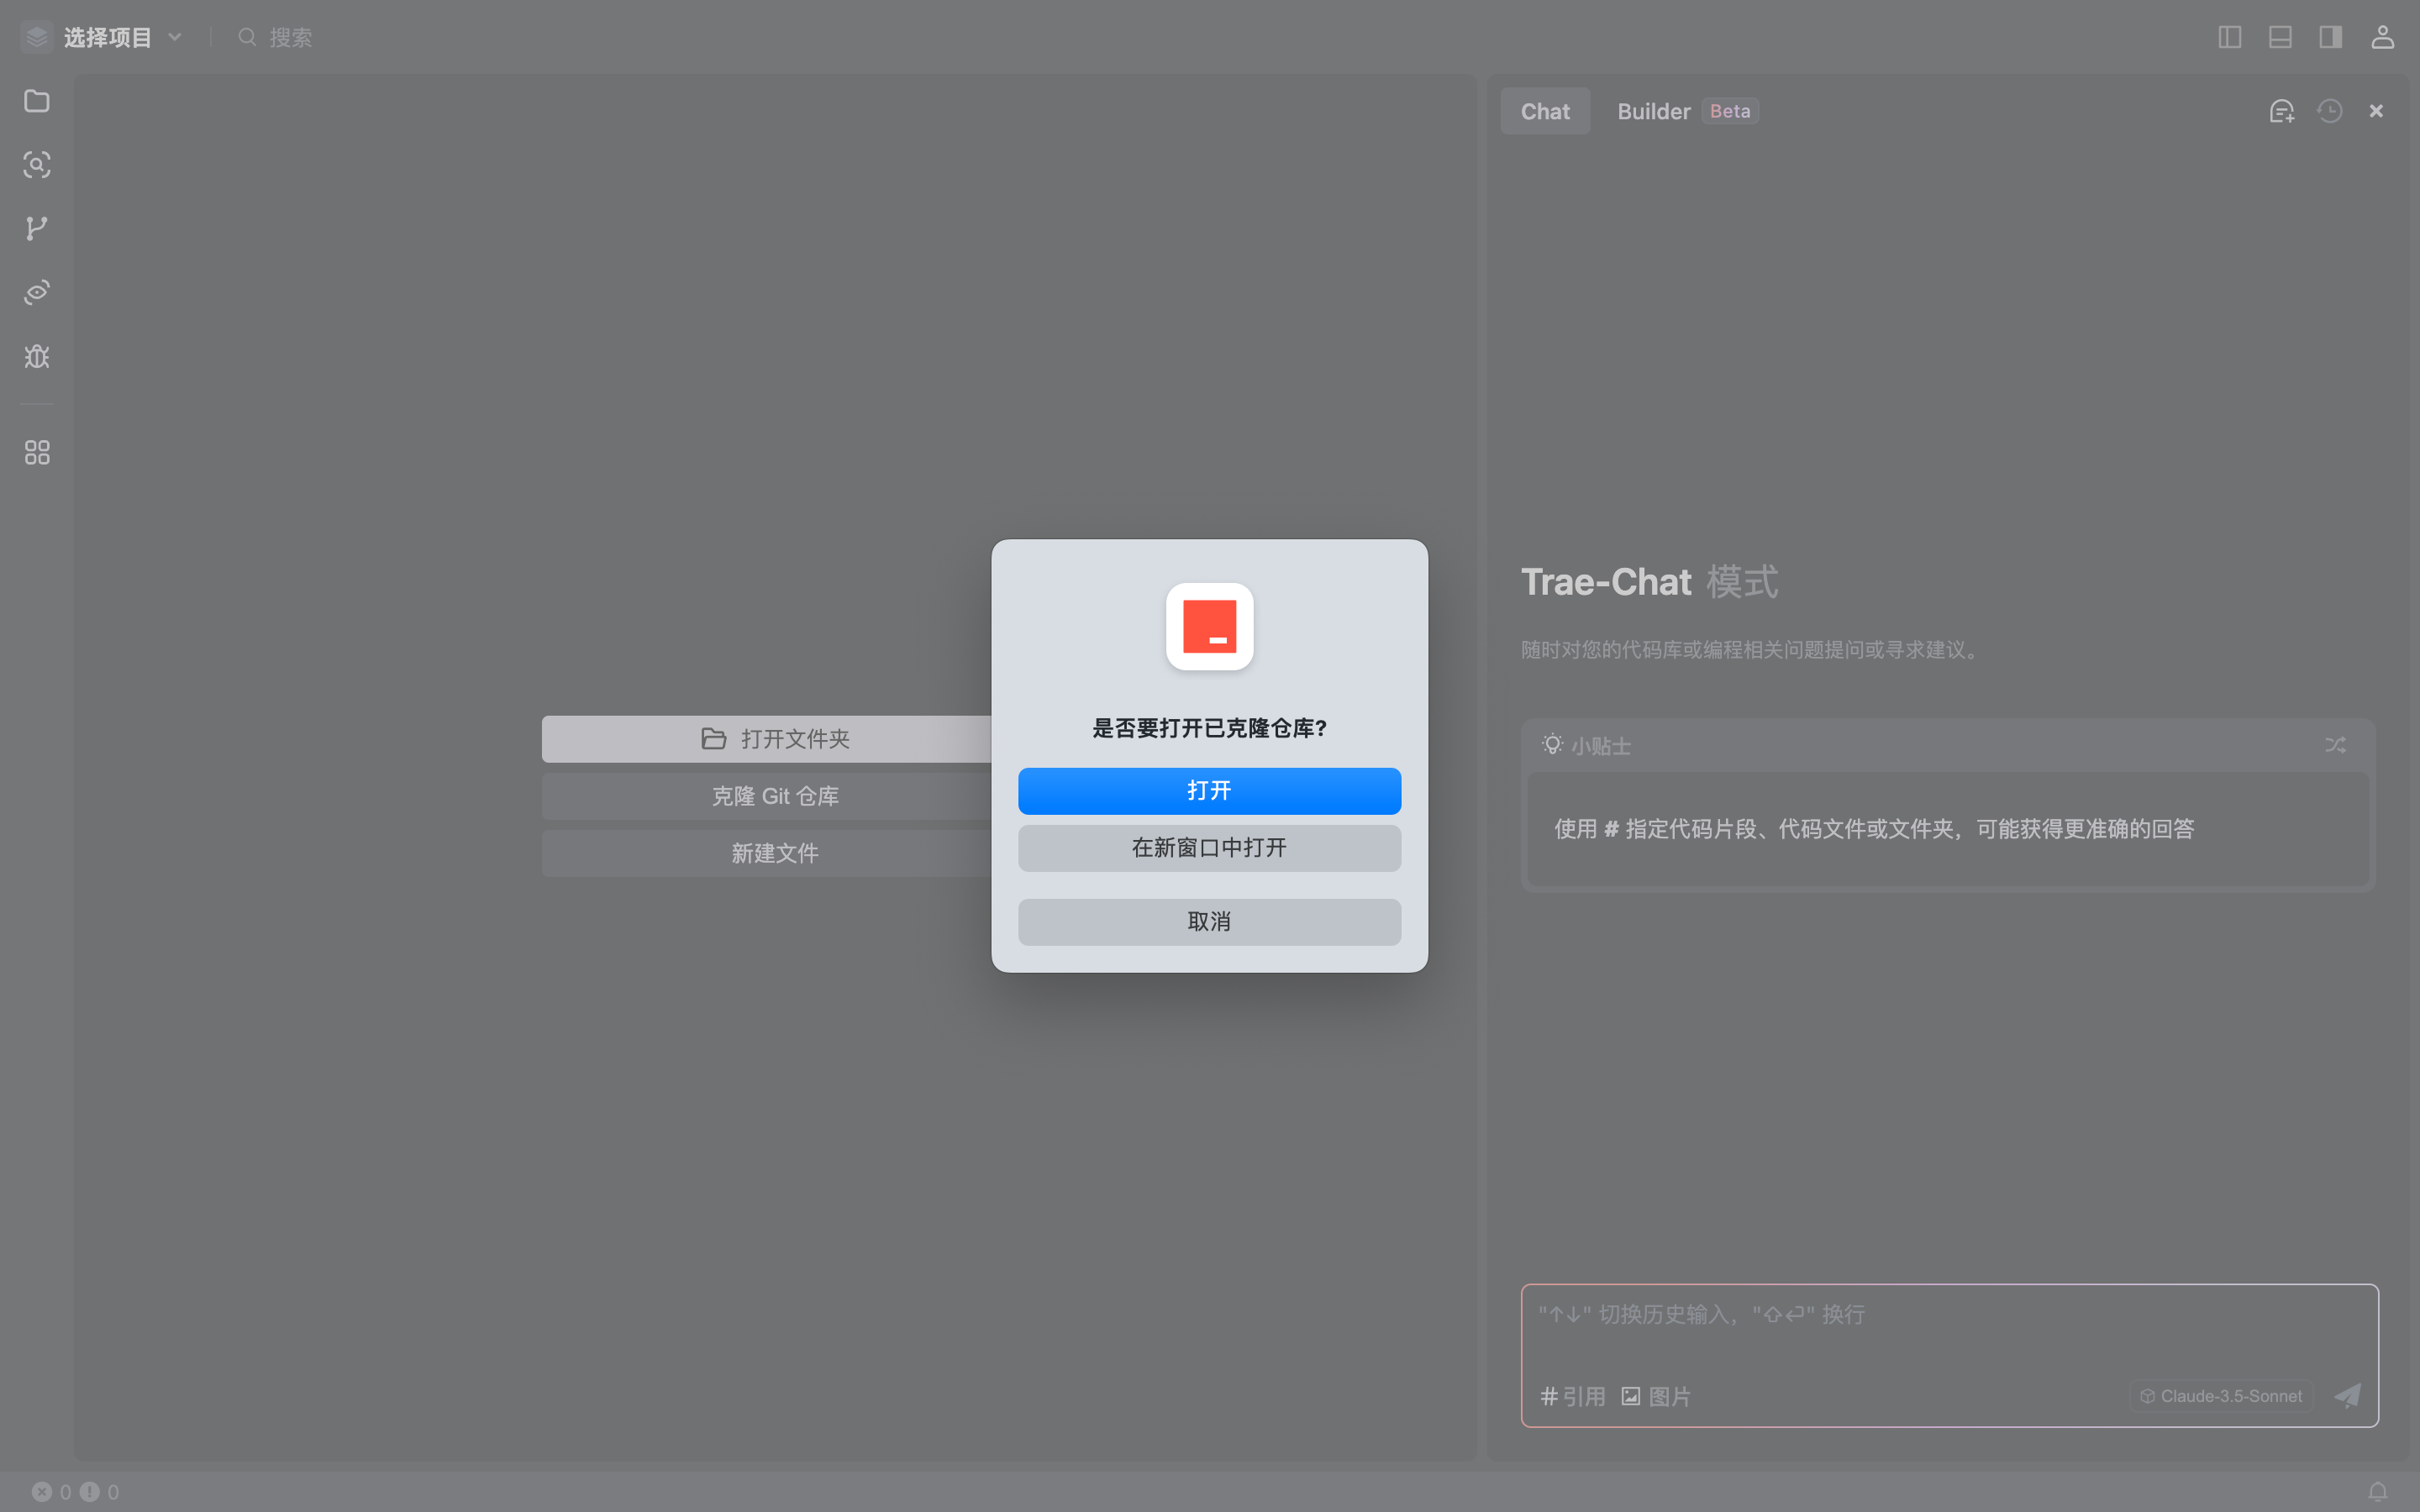 选择项目
搜索
Chat
Builder Beta
打开文件夹
克隆 Git 仓库
新建文件
是否要打开已克隆仓库?
打开
在新窗口中打开
取消
Trae-Chat 模式
随时对您的代码库或编程相关问题提问或寻求建议。
小贴士
使用 # 指定代码片段、代码文件或文件夹，可能获得更准确的回答
"↑↓" 切换历史输入，"⇧⏎" 换行
#引用 图片
Claude-3.5-Sonnet
0 0